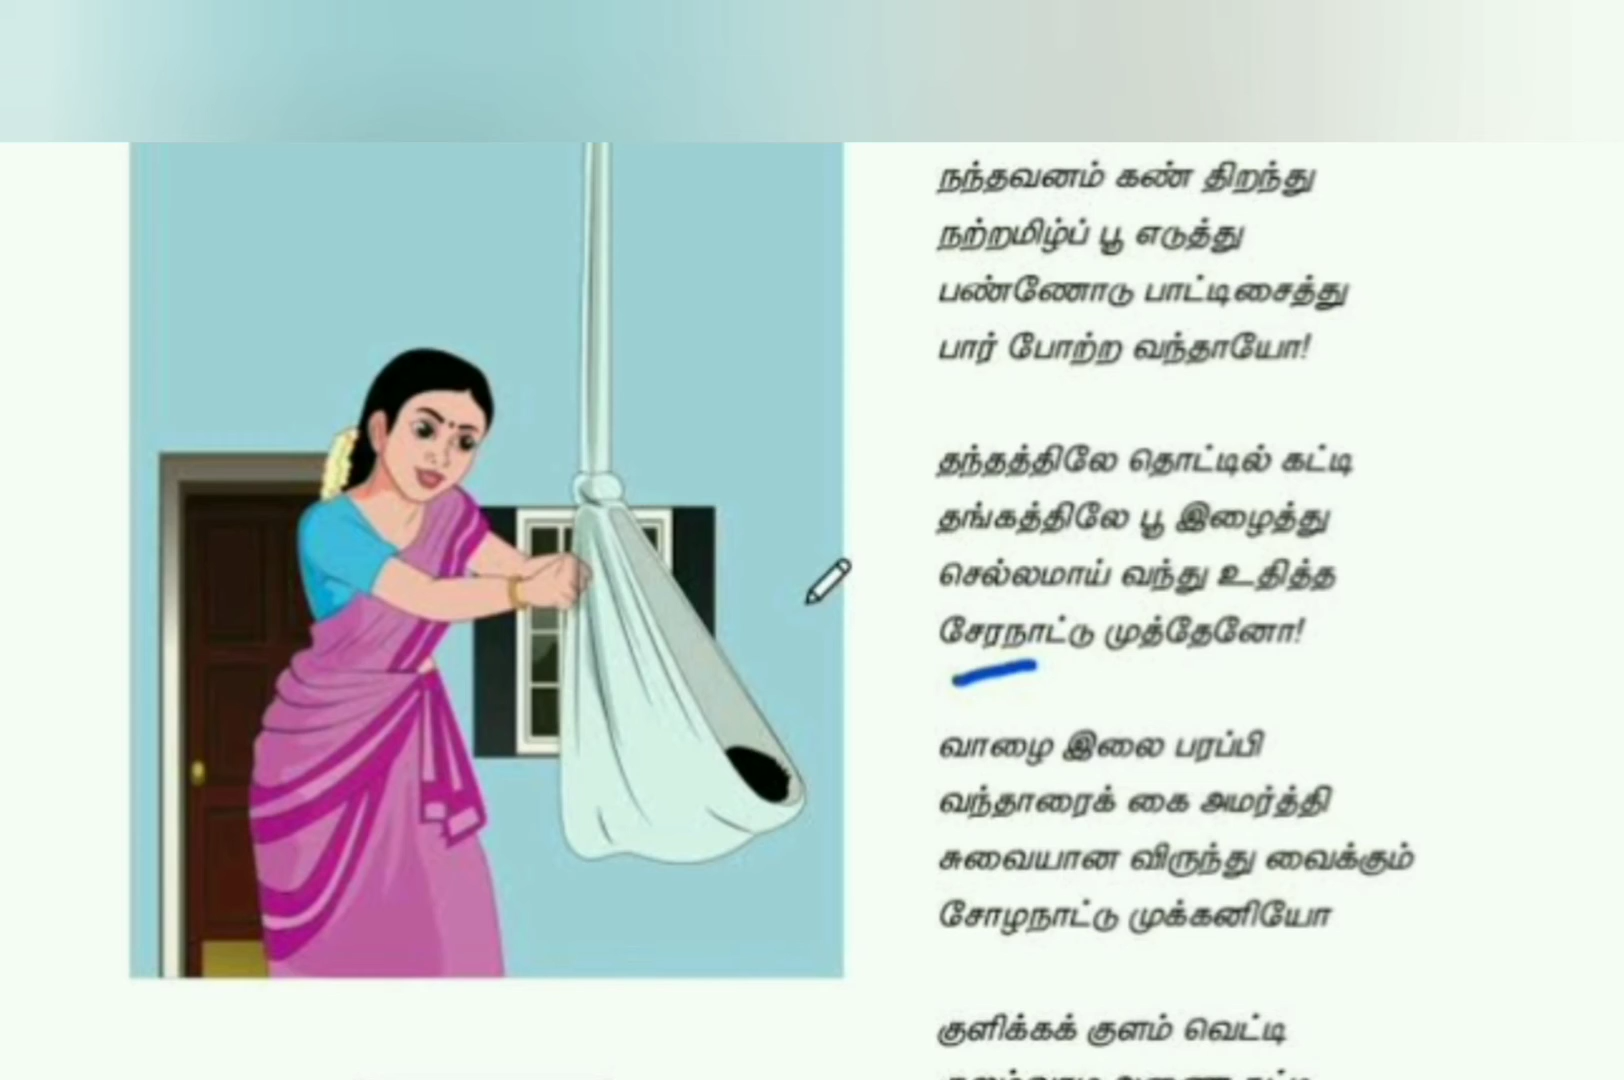 நந்தவனம் கண் திறந்து
நற்றமிழ்ப் பூ எடுத்து
பண்ணோடு பாட்டிசைத்து
பார் போற்ற வந்தாயோ!
தந்தத்திலே தொட்டில் கட்டி
தங்கத்திலே பூ இழைத்து
செல்லமாய் வந்து உதித்த
சேரநாட்டு முத்தேனோ!
வாழை இலை பரப்பி
வந்தாரைக் கை அமர்த்தி
சுவையான விருந்து வைக்கும்
சோழநாட்டு முக்கனியோ
குளிக்கக் குளம் வெட்டி